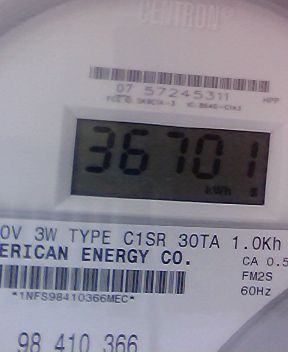 CENTRON
07 57245311
HPP
36701
kWh
0V 3W TYPE C1SR 30TA 1.0Kh
ERICAN ENERGY CO.
CA 0.5
FM2S
*1NFS98410366MEC*
60Hz
98 410 366